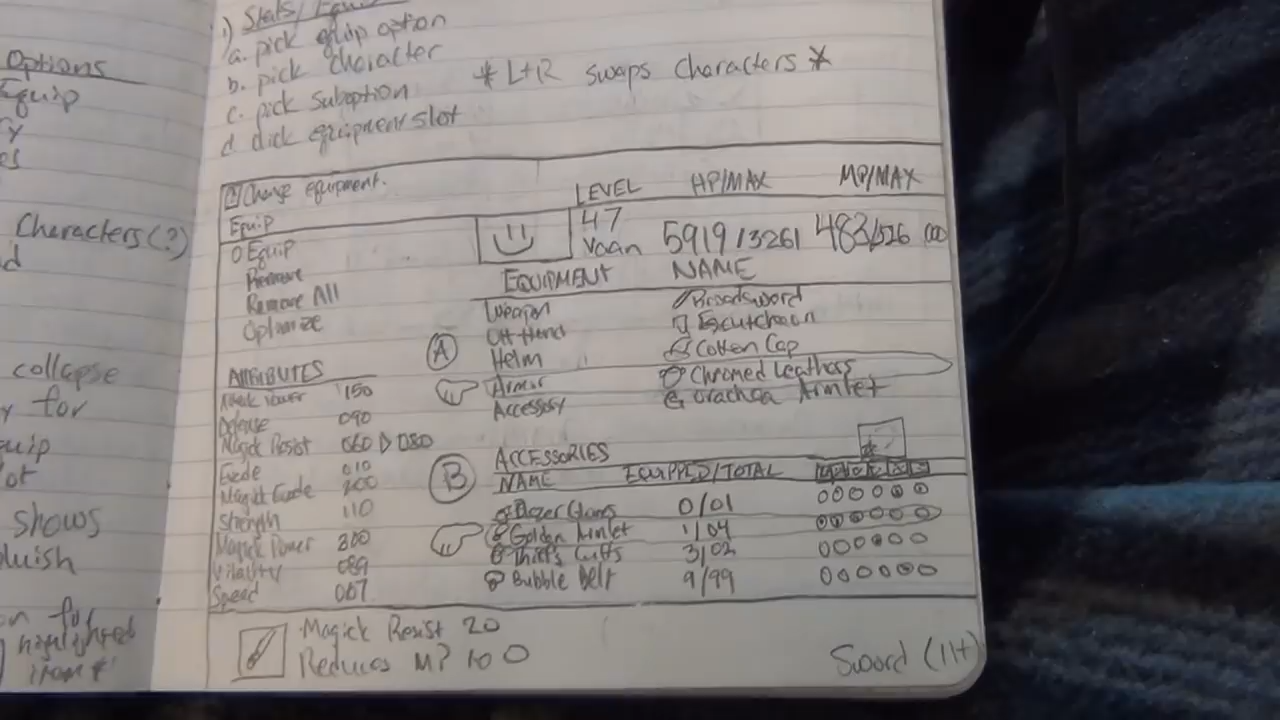 Options
Equip
Characters(?)
collapse
for
shows
1) Stats/Equip
a. pick equip option
b. pick character
*L+R swaps characters*
c. pick suboption
d. pick equipment slot
Change equipment.
LEVEL HP/MAX MP/MAX
Equip
47
Vaan 5919/3261 483/526
O Equip
Remove
Remove All
Optimize
EQUIPMENT NAME
Weapon Broadsword
Off Hand Escutcheon
A Helm Cotton Cap
Armor Chromed Leathers
Accessory Orachea Armlet
ATTRIBUTES
Attack Power 150
Defense 090
Magick Resist 060 ▷ 080
Evade 010
Magick Evade 200
Strength 110
Magick Power 300
Vitality 089
Speed 007
B ACCESSORIES
NAME EQUIPPED/TOTAL
Blazer Gloves 0/01
Golden Armlet 1/04
Thief's Cuffs 3/03
Bubble Belt 9/99
Magick Resist 20
Reduces MP to 0
Sword (11+)